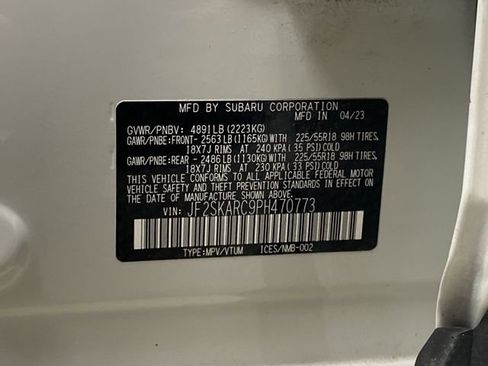 MFD BY SUBARU CORPORATION
MFD IN 04/23
GVWR/PNBV: 4891LB(2223KG)
GAWR/PNBE:FRONT- 2563LB(1165KG)WITH 225/55R18 98H TIRES,
18X7J RIMS AT 240 KPA(35 PSI)COLD
GAWR/PNBE:REAR - 2486LB(1130KG)WITH 225/55R18 98H TIRES,
18X7J RIMS AT 230 KPA(33 PSI)COLD
THIS VEHICLE CONFORMS TO ALL APPLICABLE FEDERAL MOTOR
VEHICLE SAFETY AND THEFT PREVENTION STANDARDS IN EFFECT ON
THE DATE OF MANUFACTURE SHOWN ABOVE.
VIN: JF2SKARC9PH470773
TYPE:MPV/VTUM ICES/NMB-002